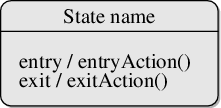 State name
entry / entryAction()
exit / exitAction()